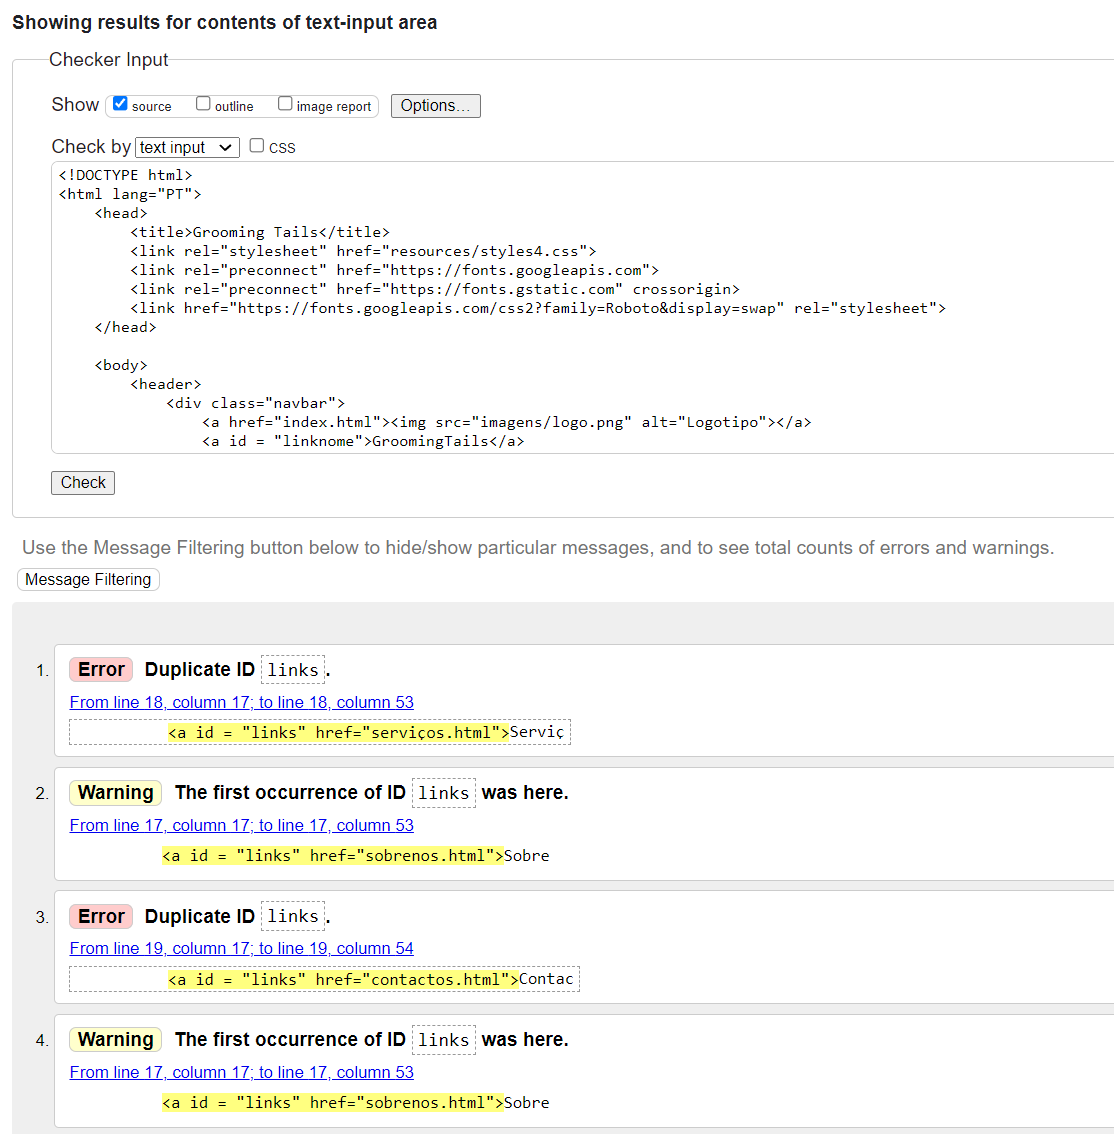 Showing results for contents of text-input area
Checker Input
Show source outline image report Options...
Check by text input CSS
<!DOCTYPE html>
<html lang="PT">
    <head>
        <title>Grooming Tails</title>
        <link rel="stylesheet" href="resources/styles4.css">
        <link rel="preconnect" href="https://fonts.googleapis.com">
        <link rel="preconnect" href="https://fonts.gstatic.com" crossorigin>
        <link href="https://fonts.googleapis.com/css2?family=Roboto&display=swap" rel="stylesheet">
    </head>
    <body>
        <header>
            <div class="navbar">
                <a href="index.html"><img src="imagens/logo.png" alt="Logotipo"></a>
                <a id = "linknome">GroomingTails</a>
Check
Use the Message Filtering button below to hide/show particular messages, and to see total counts of errors and warnings.
Message Filtering
1. Error Duplicate ID links.
From line 18, column 17; to line 18, column 53
<a id = "links" href="serviços.html">Serviç
2. Warning The first occurrence of ID links was here.
From line 17, column 17; to line 17, column 53
<a id = "links" href="sobrenos.html">Sobre
3. Error Duplicate ID links.
From line 19, column 17; to line 19, column 54
<a id = "links" href="contactos.html">Contac
4. Warning The first occurrence of ID links was here.
From line 17, column 17; to line 17, column 53
<a id = "links" href="sobrenos.html">Sobre